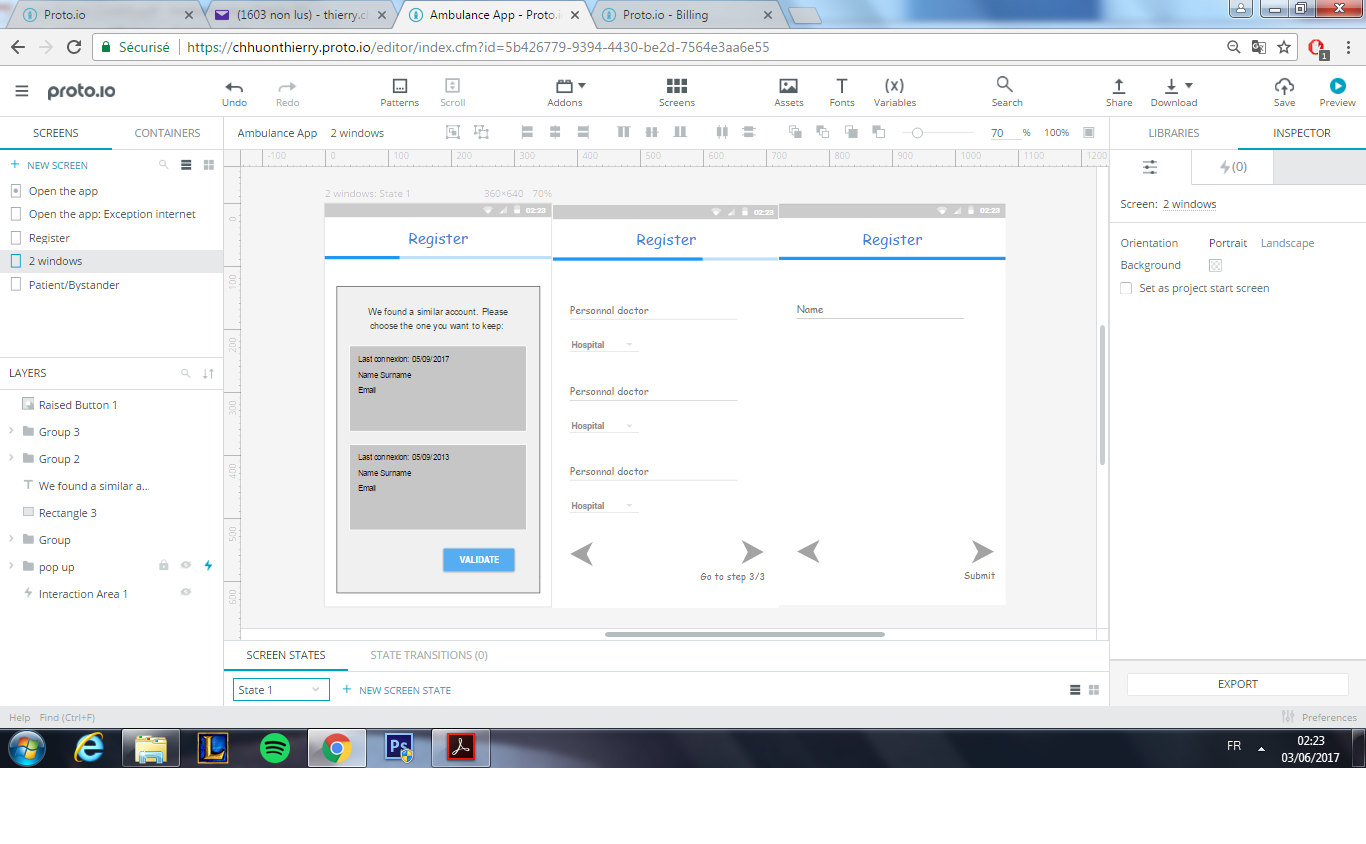 Proto.io
(1603 non lus) - thierry.cl
Ambulance App - Proto.i
Proto.io - Billing
Sécurisé
https://chhuonthierry.proto.io/editor/index.cfm?id=5b426779-9394-4430-be2d-7564e3aa6e55
1
proto.io
Undo
Redo
Patterns
Scroll
Addons
Screens
Assets
Fonts
(x)
Variables
Search
Share
Download
Save
Preview
SCREENS
CONTAINERS
Ambulance App
2 windows
70 %
100%
LIBRARIES
INSPECTOR
+ NEW SCREEN
Open the app
Open the app: Exception internet
Register
2 windows
Patient/Bystander
LAYERS
Raised Button 1
Group 3
Group 2
We found a similar a...
Rectangle 3
Group
pop up
Interaction Area 1
-100
0
100
200
300
400
500
600
700
800
900
1000
1100
1200
0
100
200
300
400
500
600
2 windows: State 1
360×640 70%
02:23
Register
We found a similar account. Please
choose the one you want to keep:
Last connexion: 05/09/2017
Name Surname
Email
Last connexion: 05/09/2013
Name Surname
Email
VALIDATE
02:23
Register
Personnal doctor
Hospital
Personnal doctor
Hospital
Personnal doctor
Hospital
Go to step 3/3
02:23
Register
Name
Submit
(0)
Screen: 2 windows
Orientation
Portrait
Landscape
Background
Set as project start screen
EXPORT
SCREEN STATES
STATE TRANSITIONS (0)
State 1
+ NEW SCREEN STATE
Help
Find (Ctrl+F)
Preferences
L
Ps
FR
02:23
03/06/2017